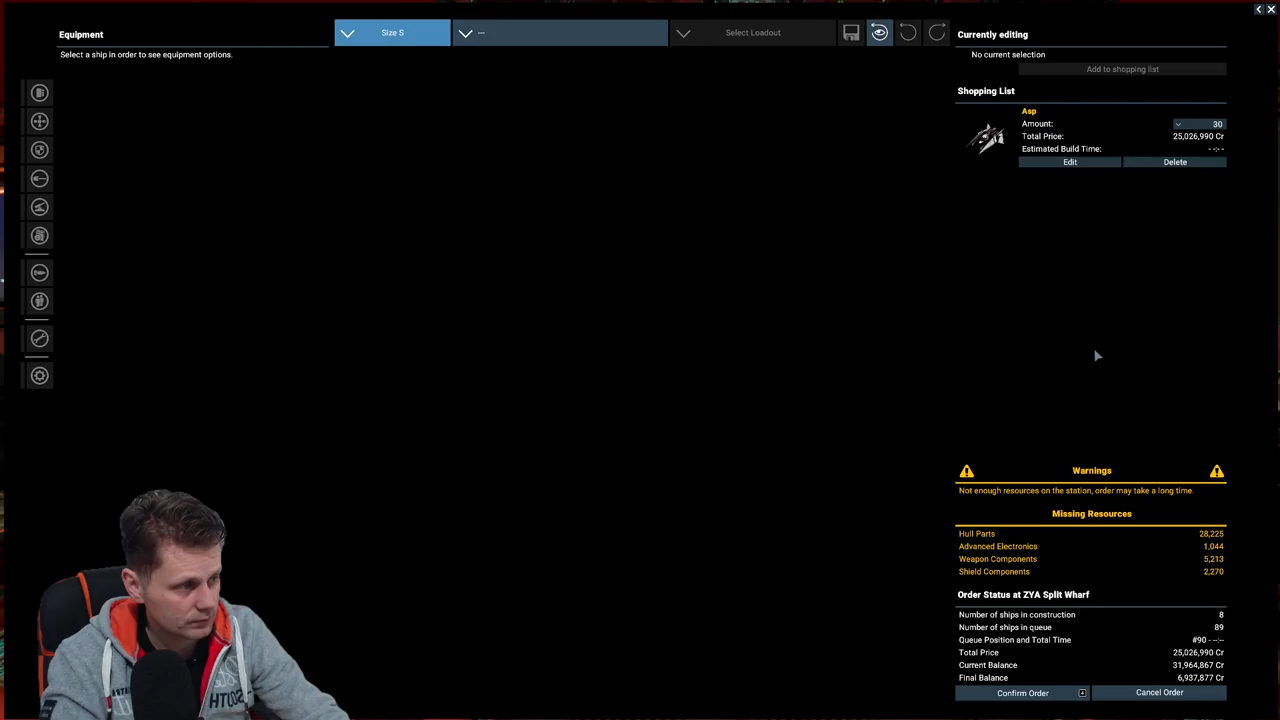 Equipment
Select a ship in order to see equipment options.
Size S
---
Select Loadout
Currently editing
No current selection
Add to shopping list
Shopping List
Asp
Amount: 30
Total Price: 25,026,990 Cr
Estimated Build Time: --:--
Edit
Delete
Warnings
Not enough resources on the station, order may take a long time.
Missing Resources
Hull Parts 28,225
Advanced Electronics 1,044
Weapon Components 5,213
Shield Components 2,270
Order Status at ZYA Split Wharf
Number of ships in construction 8
Number of ships in queue 89
Queue Position and Total Time #90 - --:--
Total Price 25,026,990 Cr
Current Balance 31,964,867 Cr
Final Balance 6,937,877 Cr
Confirm Order
Cancel Order